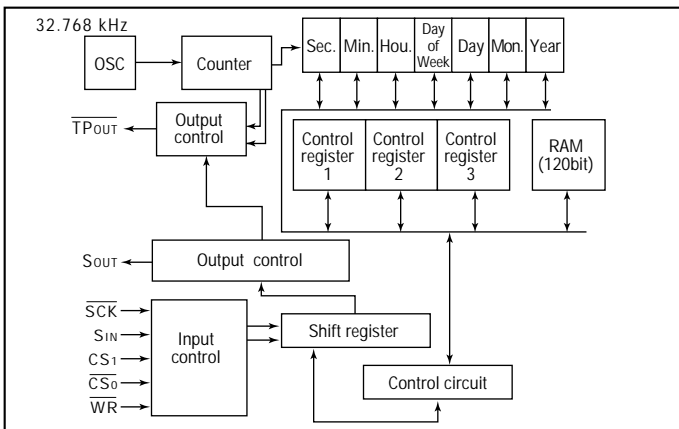 32.768 kHz
OSC
Counter
Sec.
Min.
Hou.
Day
of
Week
Day
Mon.
Year
TPOUT
Output
control
Control
register
1
Control
register
2
Control
register
3
RAM
(120bit)
SOUT
Output control
SCK
SIN
CS1
CS0
WR
Input
control
Shift register
Control circuit